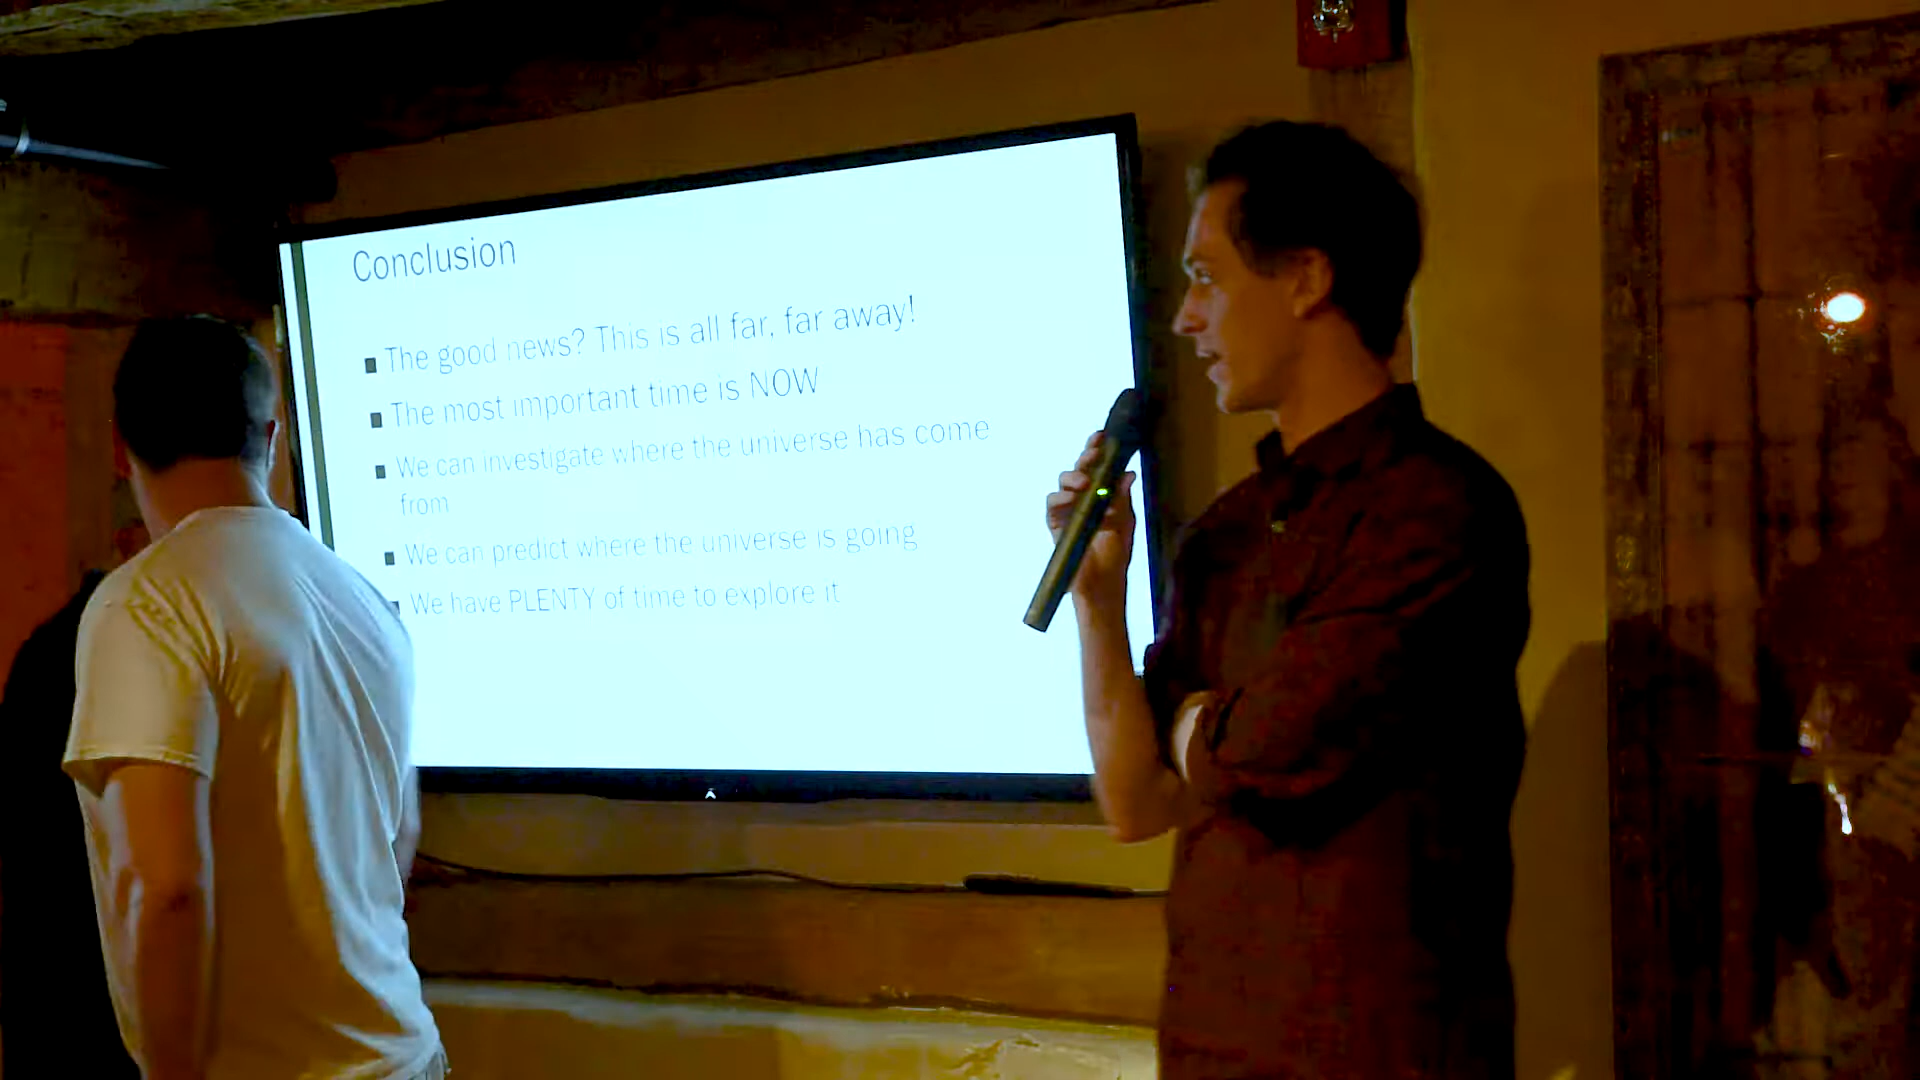 Conclusion
The good news? This is all far, far away!
The most important time is NOW
We can investigate where the universe has come
from
We can predict where the universe is going
We have PLENTY of time to explore it